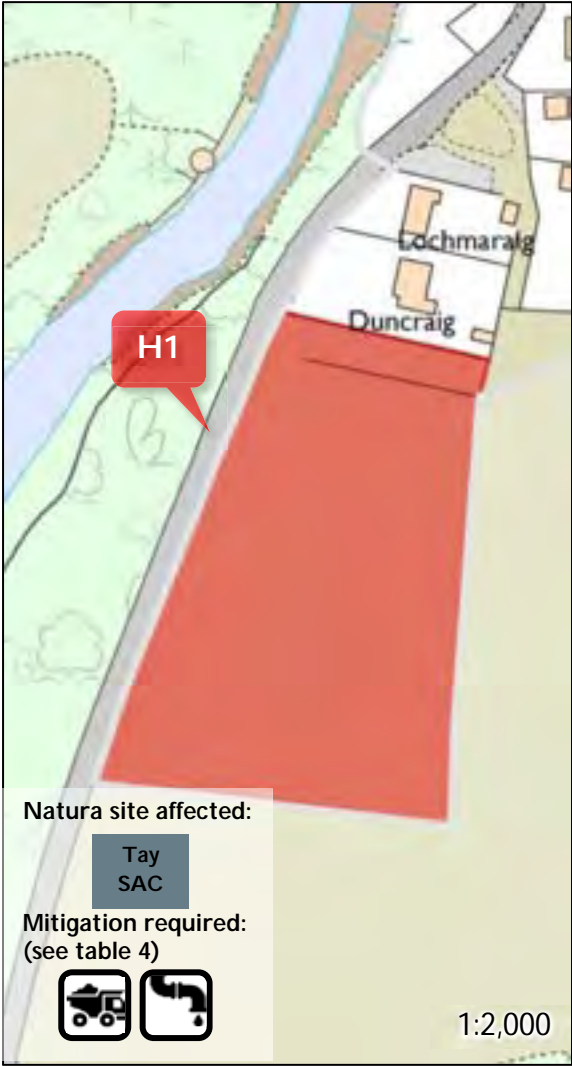 Lochmaraig
Duncraig
H1
Natura site affected:
Tay
SAC
Mitigation required:
(see table 4)
1:2,000